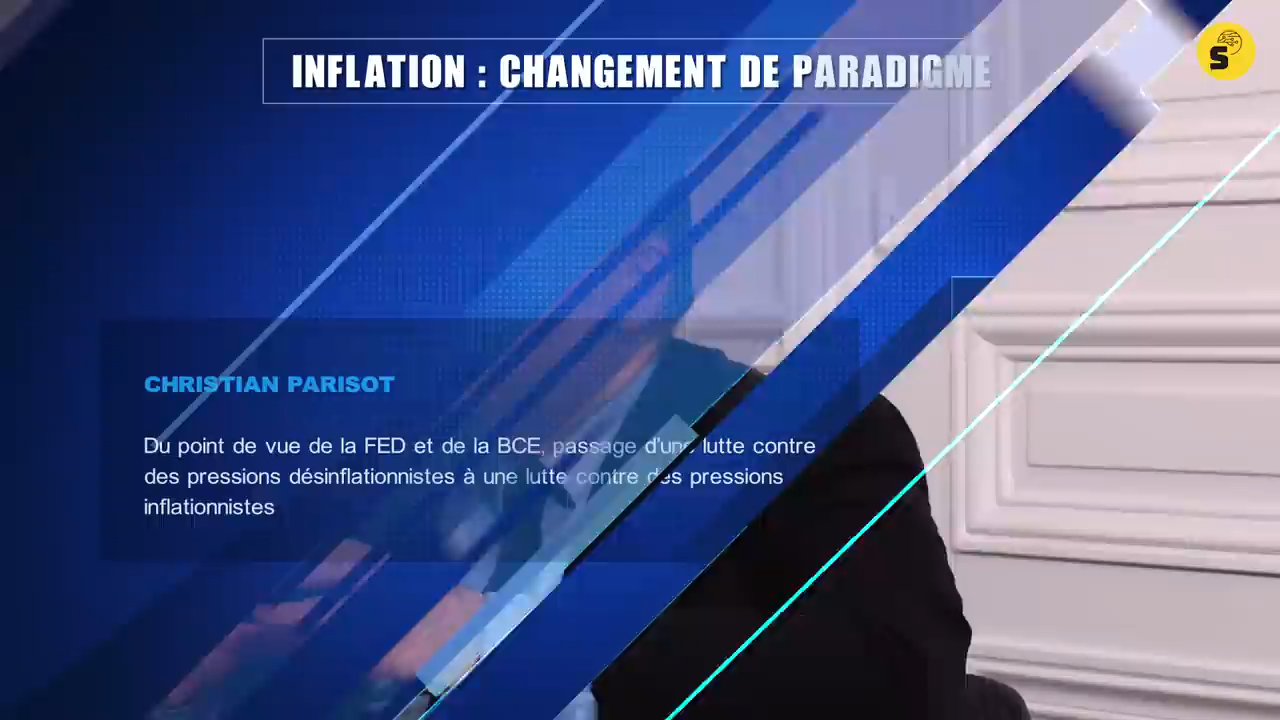 INFLATION : CHANGEMENT DE PARADIGME
S
CHRISTIAN PARISOT
Du point de vue de la FED et de la BCE, passage d'une lutte contre
des pressions désinflationnistes à une lutte contre des pressions
inflationnistes